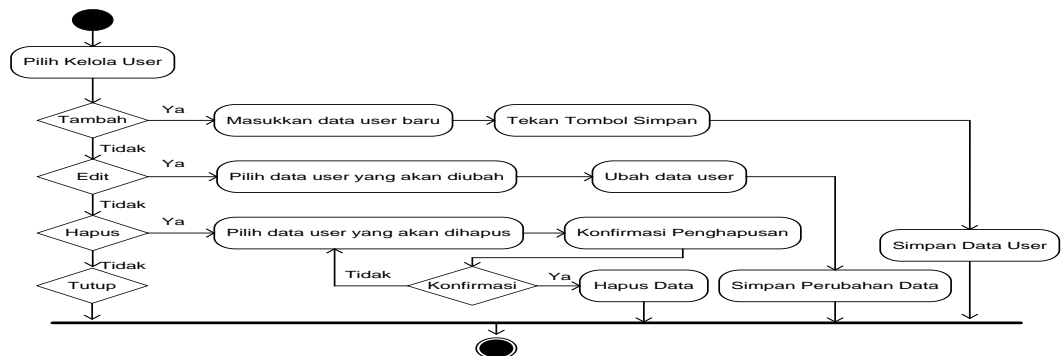 Pilih Kelola User
Tambah
Ya
Masukkan data user baru
Tekan Tombol Simpan
Tidak
Edit
Ya
Pilih data user yang akan diubah
Ubah data user
Tidak
Hapus
Ya
Pilih data user yang akan dihapus
Konfirmasi Penghapusan
Simpan Data User
Tidak
Tutup
Tidak
Konfirmasi
Ya
Hapus Data
Simpan Perubahan Data